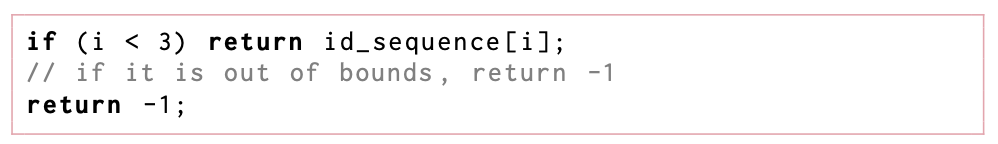 if (i < 3) return id_sequence[i];
// if it is out of bounds, return -1
return -1;